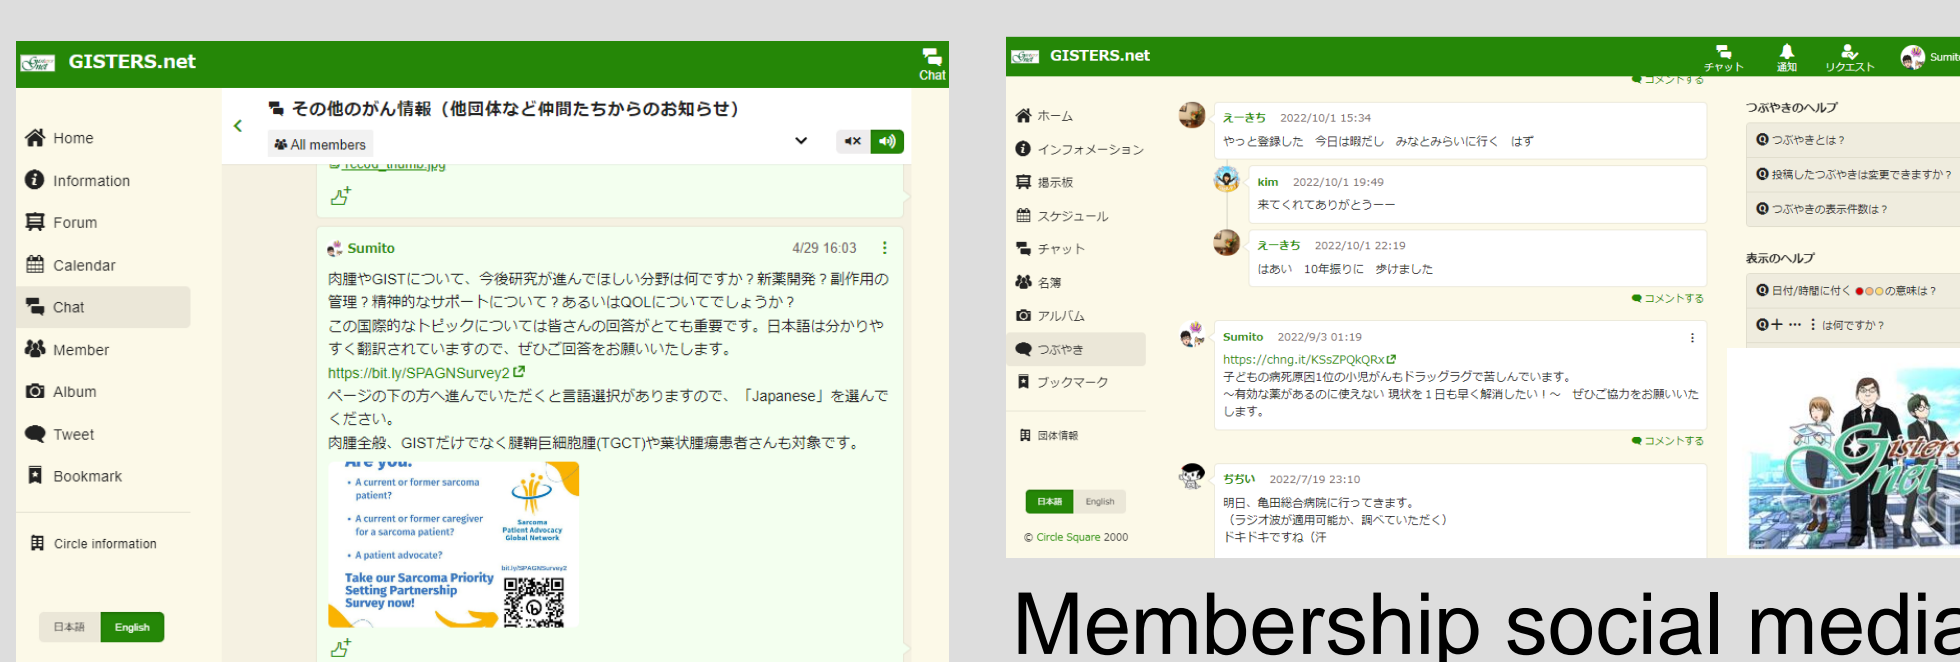 GISTERS.net
Chat
Home
Information
Forum
Calendar
Chat
Member
Album
Tweet
Bookmark
Circle information
日本語 English
その他のがん情報（他団体など仲間たちからのお知らせ）
All members
Sumito 4/29 16:03
肉腫やGISTについて、今後研究が進んでほしい分野は何ですか？新薬開発？副作用の
管理？精神的なサポートについて？あるいはQOLについてでしょうか？
この国際的なトピックについては皆さんの回答がとても重要です。日本語は分かりや
すく翻訳されていますので、ぜひご回答をお願いいたします。
https://bit.ly/SPAGNSurvey2
ページの下の方へ進んでいただくと言語選択がありますので、「Japanese」を選んで
ください。
肉腫全般、GISTだけでなく腱鞘巨細胞腫(TGCT)や葉状腫瘍患者さんも対象です。
Are you:
• A current or former sarcoma
patient?
• A current or former caregiver
for a sarcoma patient?
• A patient advocate?
Take our Sarcoma Priority
Setting Partnership
Survey now!
Sarcoma
Patient Advocacy
Global Network
bit.ly/SPAGNSurvey2
GISTERS.net
チャット 通知 リクエスト Sumito
ホーム
インフォメーション
掲示板
スケジュール
チャット
名簿
アルバム
つぶやき
ブックマーク
団体情報
日本語 English
© Circle Square 2000
コメントする
えーきち 2022/10/1 15:34
やっと登録した　今日は暇だし　みなとみらいに行く　はず
kim 2022/10/1 19:49
来てくれてありがとうーー
えーきち 2022/10/1 22:19
はあい　10年振りに　歩けました
コメントする
Sumito 2022/9/3 01:19
https://chng.it/KSsZPQkQRx
子どもの病死原因1位の小児がんもドラッグラグで苦しんでいます。
～有効な薬があるのに使えない 現状を１日も早く解消したい！～　ぜひご協力をお願いいた
します。
コメントする
ぢぢい 2022/7/19 23:10
明日、亀田総合病院に行ってきます。
（ラジオ波が適用可能か、調べていただく）
ドキドキですね（汗
つぶやきのヘルプ
Q つぶやきとは？
Q 投稿したつぶやきは変更できますか？
Q つぶやきの表示件数は？
表示のヘルプ
Q 日付/時間に付く ●●●の意味は？
Q ＋ … ⋮ は何ですか？
Gisters
net
Membership social media